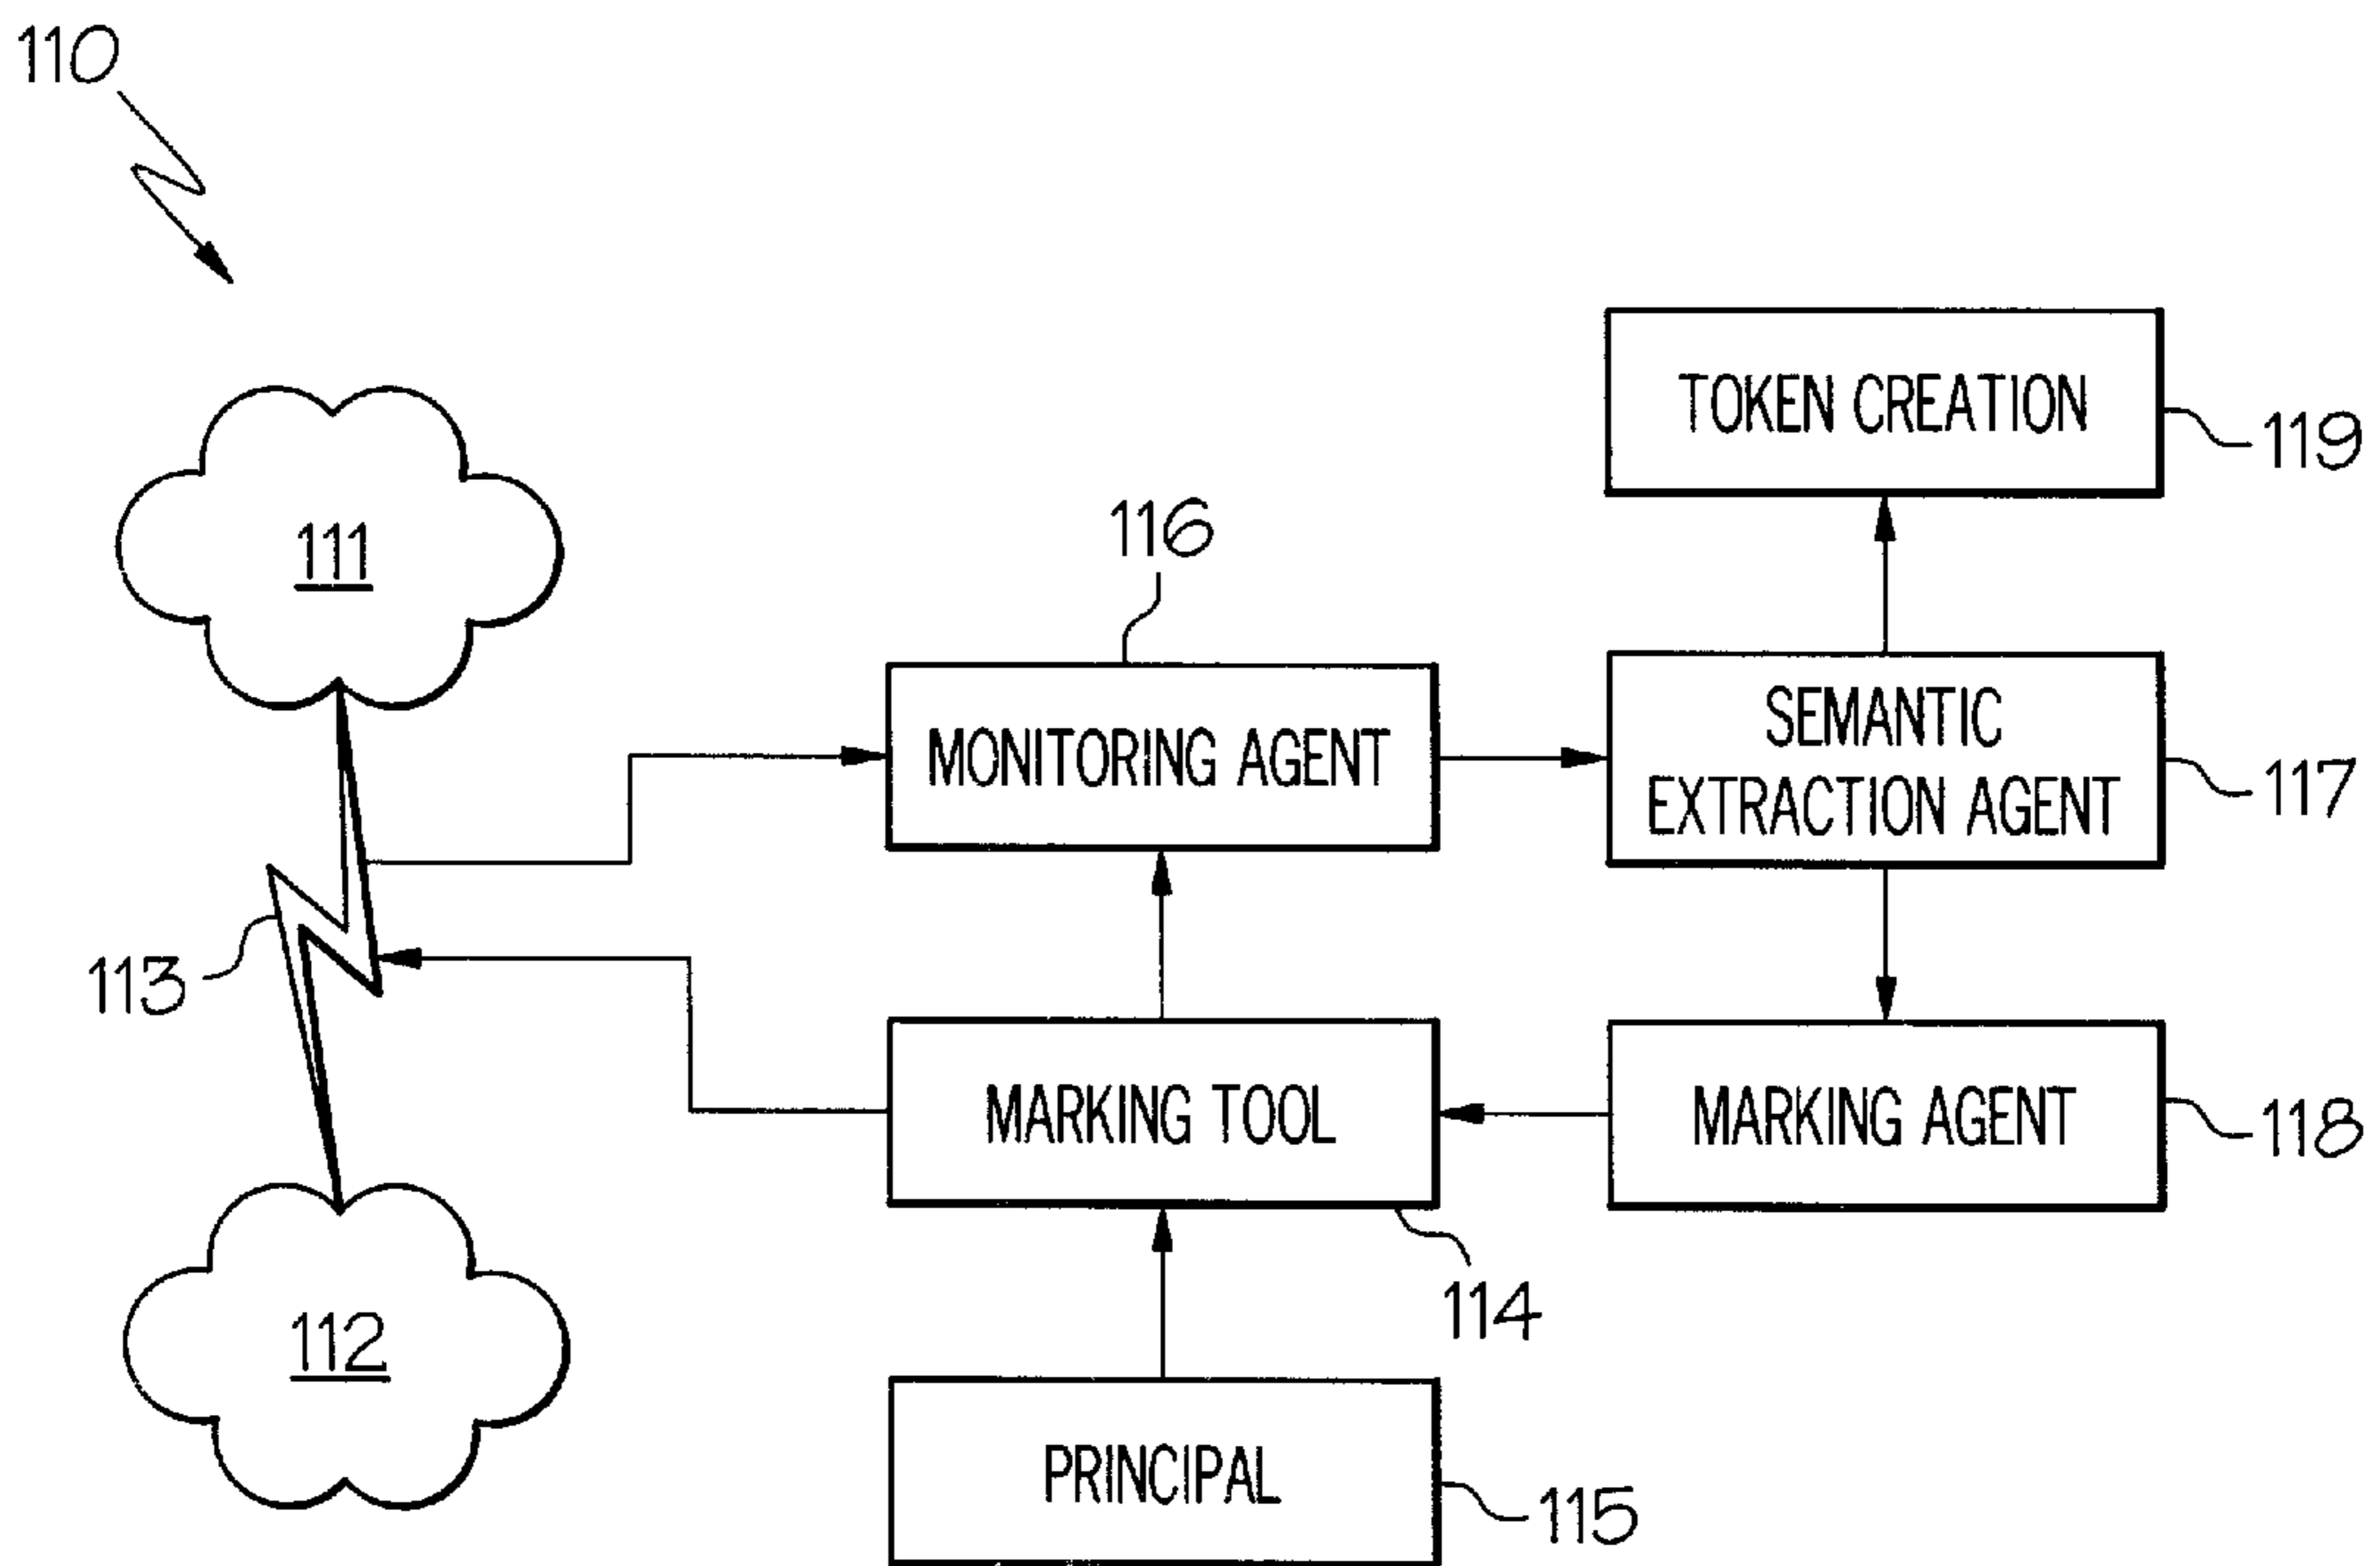 110
TOKEN CREATION
119
111
116
MONITORING AGENT
SEMANTIC
EXTRACTION AGENT
117
113
MARKING TOOL
MARKING AGENT
118
114
112
PRINCIPAL
115